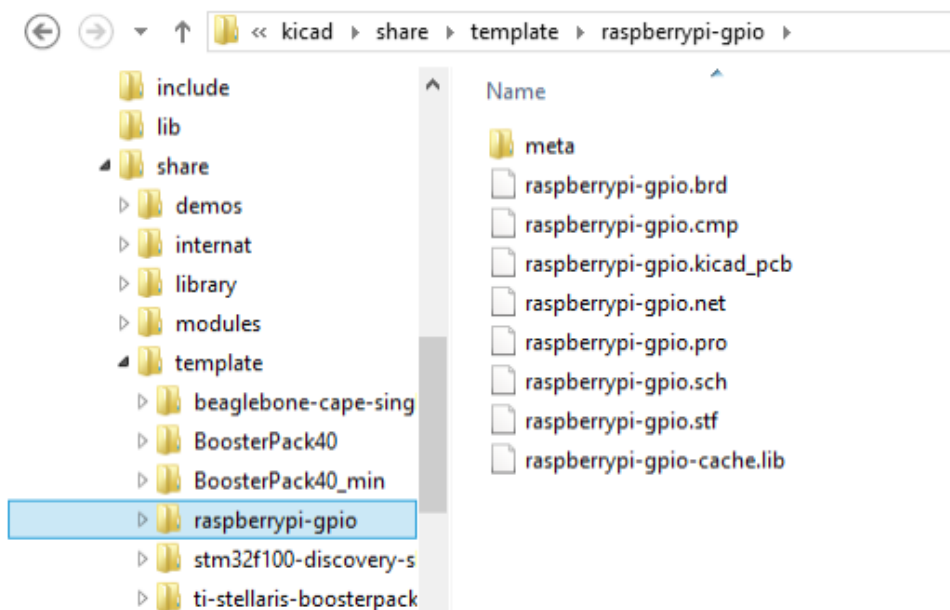 « kicad share template raspberrypi-gpio
include
lib
share
demos
internat
library
modules
template
beaglebone-cape-sing
BoosterPack40
BoosterPack40_min
raspberrypi-gpio
stm32f100-discovery-s
ti-stellaris-boosterpack
Name
meta
raspberrypi-gpio.brd
raspberrypi-gpio.cmp
raspberrypi-gpio.kicad_pcb
raspberrypi-gpio.net
raspberrypi-gpio.pro
raspberrypi-gpio.sch
raspberrypi-gpio.stf
raspberrypi-gpio-cache.lib